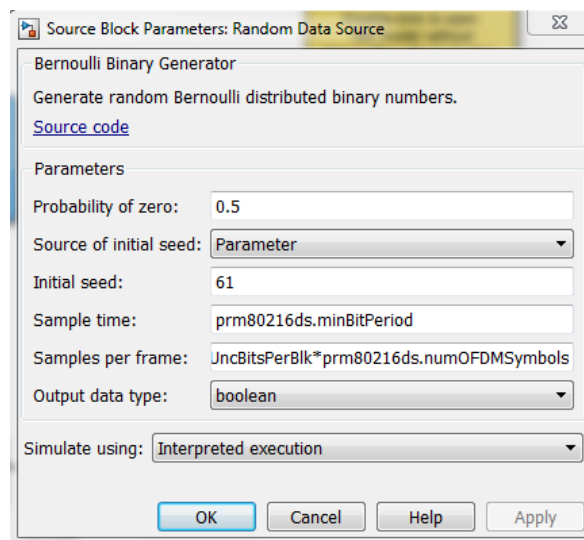 Source Block Parameters: Random Data Source
Bernoulli Binary Generator
Generate random Bernoulli distributed binary numbers.
Source code
Parameters
Probability of zero: 0.5
Source of initial seed: Parameter
Initial seed: 61
Sample time: prm80216ds.minBitPeriod
Samples per frame: UncBitsPerBlk*prm80216ds.numOFDMSymbols
Output data type: boolean
Simulate using: Interpreted execution
OK Cancel Help Apply